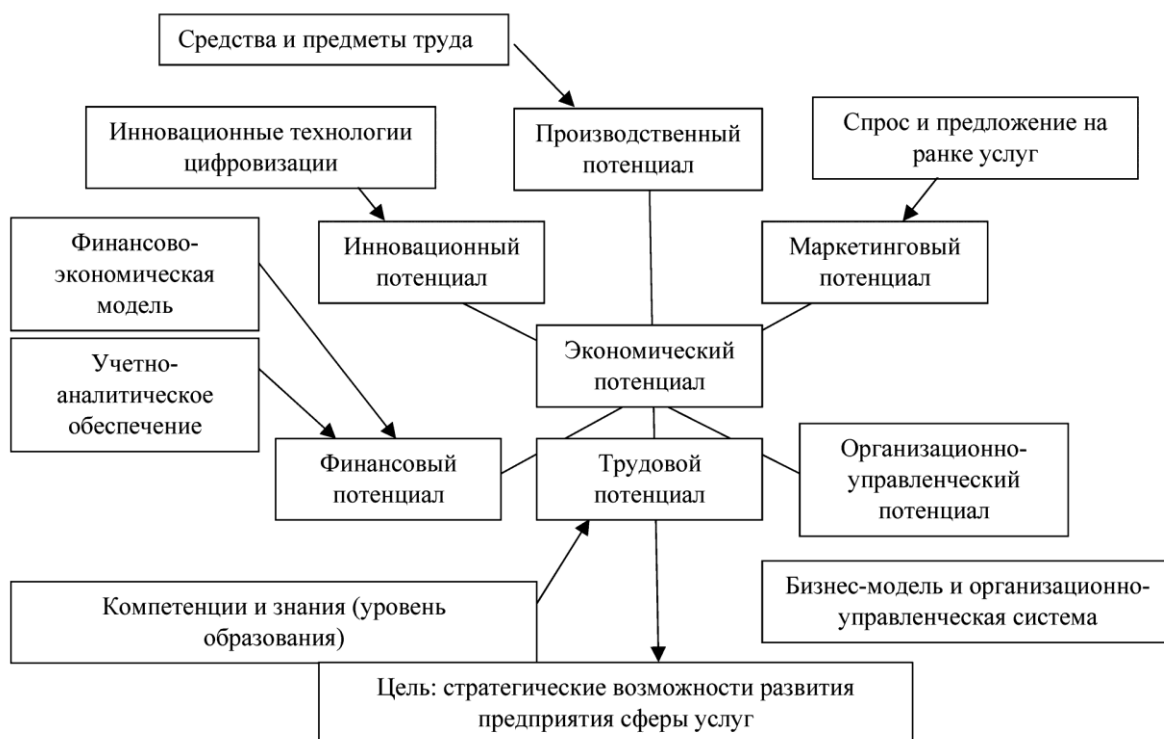 Средства и предметы труда
Инновационные технологии
цифровизации
Производственный
потенциал
Спрос и предложение на
ранке услуг
Финансово-
экономическая
модель
Инновационный
потенциал
Маркетинговый
потенциал
Учетно-
аналитическое
обеспечение
Экономический
потенциал
Финансовый
потенциал
Трудовой
потенциал
Организационно-
управленческий
потенциал
Компетенции и знания (уровень
образования)
Бизнес-модель и организационно-
управленческая система
Цель: стратегические возможности развития
предприятия сферы услуг